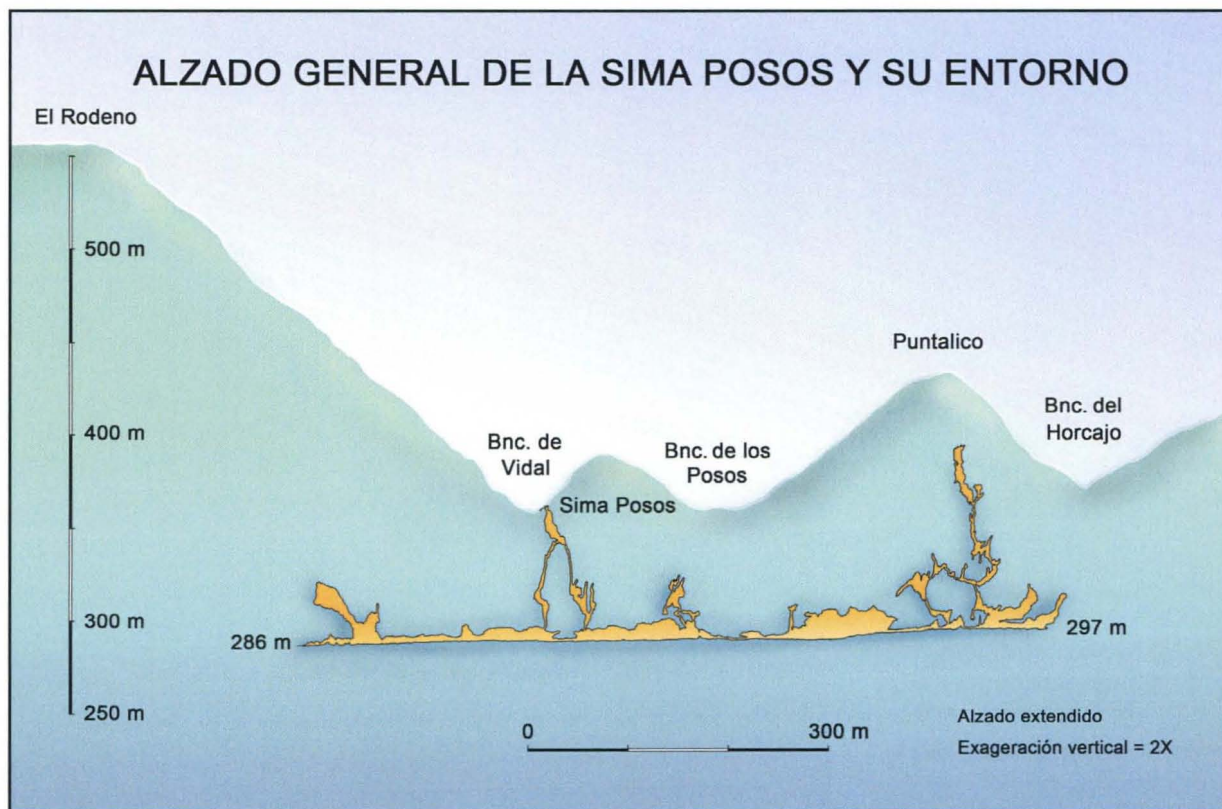 ALZADO GENERAL DE LA SIMA POSOS Y SU ENTORNO
El Rodeno
500 m
Puntalico
400 m
Bnc. de
Vidal
Bnc. de los
Posos
Bnc. del
Horcajo
Sima Posos
300 m
286 m
297 m
250 m
0
300 m
Alzado extendido
Exageración vertical = 2X